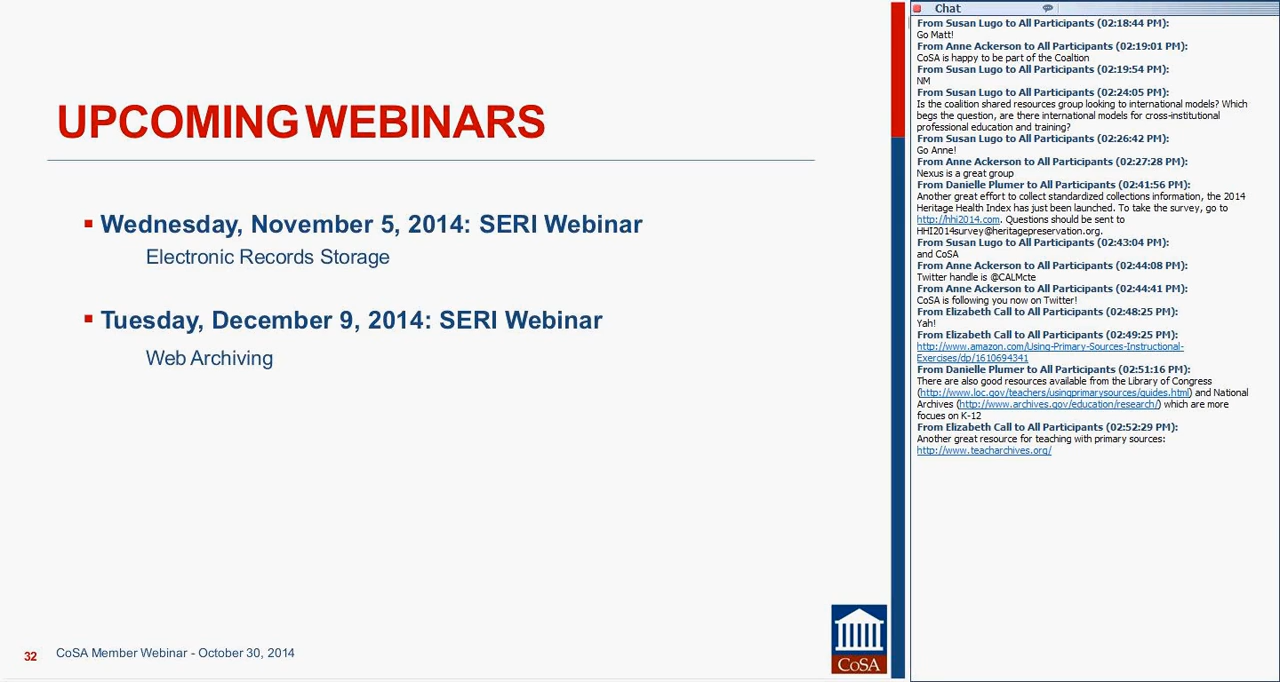 UPCOMING WEBINARS
Wednesday, November 5, 2014: SERI Webinar
Electronic Records Storage
Tuesday, December 9, 2014: SERI Webinar
Web Archiving
32
CoSA Member Webinar - October 30, 2014
CoSA
Chat
From Susan Lugo to All Participants (02:18:44 PM):
Go Matt!
From Anne Ackerson to All Participants (02:19:01 PM):
CoSA is happy to be part of the Coaltion
From Susan Lugo to All Participants (02:19:54 PM):
NM
From Susan Lugo to All Participants (02:24:05 PM):
Is the coalition shared resources group looking to international models? Which
begs the question, are there international models for cross-institutional
professional education and training?
From Susan Lugo to All Participants (02:26:42 PM):
Go Anne!
From Anne Ackerson to All Participants (02:27:28 PM):
Nexus is a great group
From Danielle Plumer to All Participants (02:41:56 PM):
Another great effort to collect standardized collections information, the 2014
Heritage Health Index has just been launched. To take the survey, go to
http://hhi2014.com. Questions should be sent to
HHI2014survey@heritagepreservation.org.
From Susan Lugo to All Participants (02:43:04 PM):
and CoSA
From Anne Ackerson to All Participants (02:44:08 PM):
Twitter handle is @CALMcte
From Anne Ackerson to All Participants (02:44:41 PM):
CoSA is following you now on Twitter!
From Elizabeth Call to All Participants (02:48:25 PM):
Yah!
From Elizabeth Call to All Participants (02:49:25 PM):
http://www.amazon.com/Using-Primary-Sources-Instructional-
Exercises/dp/1610694341
From Danielle Plumer to All Participants (02:51:16 PM):
There are also good resources available from the Library of Congress
(http://www.loc.gov/teachers/usingprimarysources/guides.html) and National
Archives (http://www.archives.gov/education/research/) which are more
focues on K-12
From Elizabeth Call to All Participants (02:52:29 PM):
Another great resource for teaching with primary sources:
http://www.teacharchives.org/